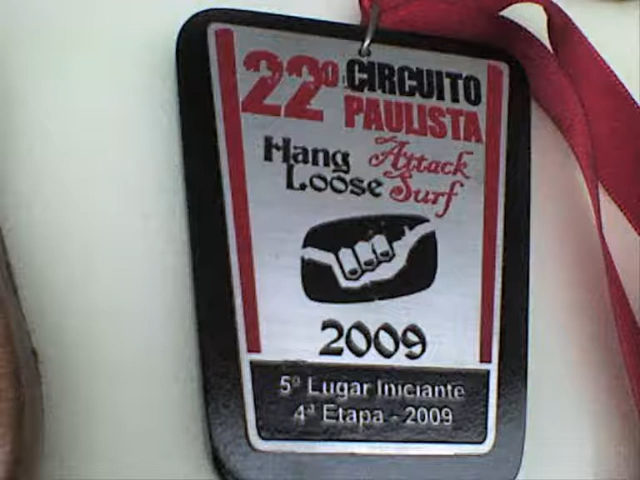 22º CIRCUITO
PAULISTA
Hang Attack
Loose Surf
2009
5º Lugar Iniciante
4ª Etapa - 2009